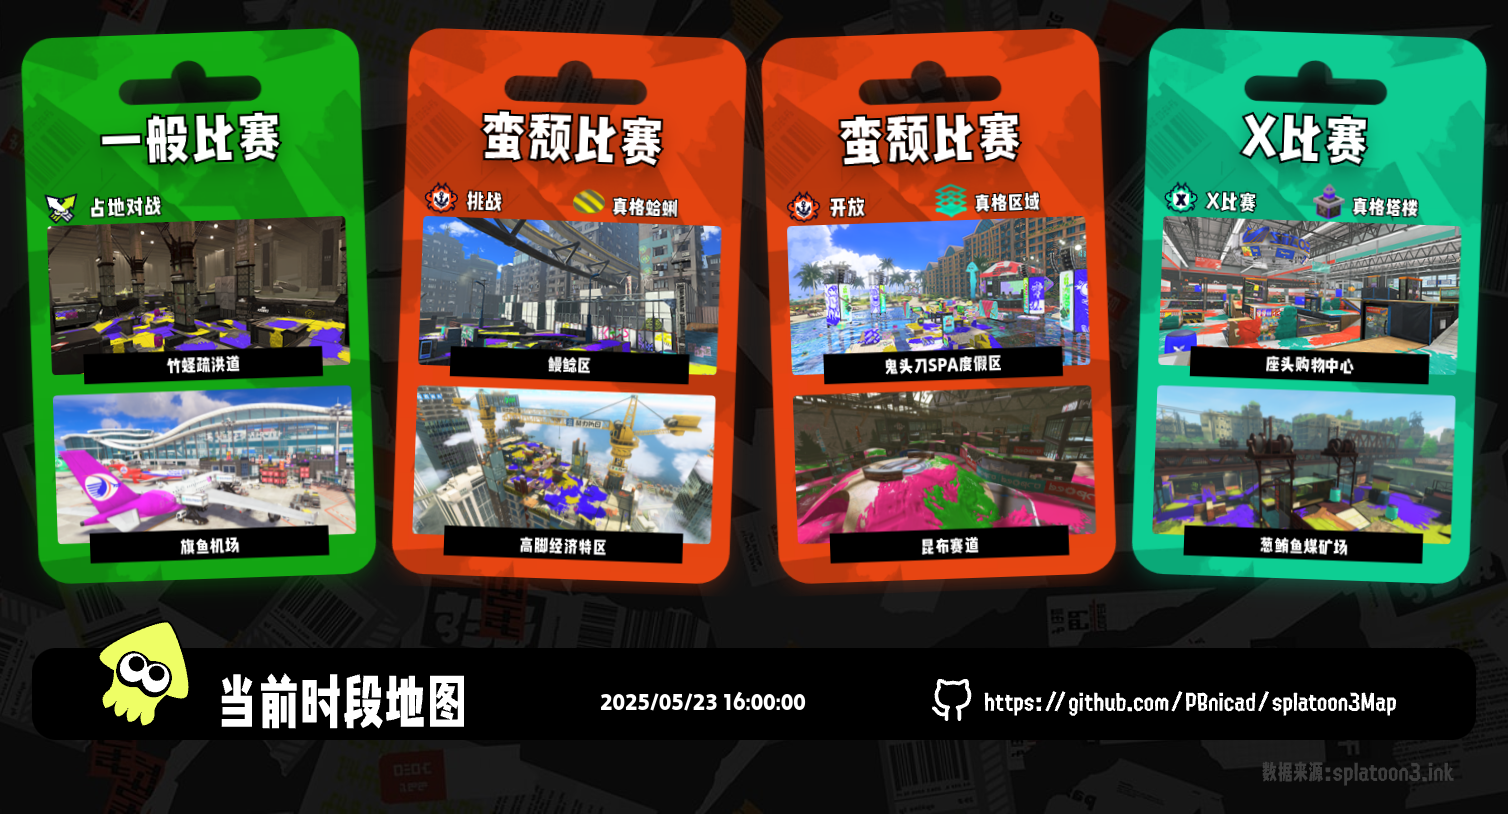 一般比赛
占地对战
竹蛏疏洪道
旗鱼机场
蛮颓比赛
挑战
真格蛤蜊
鳗鲶区
高脚经济特区
蛮颓比赛
开放
真格区域
鬼头刀SPA度假区
昆布赛道
X比赛
X比赛
真格塔楼
座头购物中心
葱鲔鱼煤矿场
当前时段地图
2025/05/23 16:00:00
https://github.com/PBnicad/splatoon3Map
数据来源:splatoon3.ink